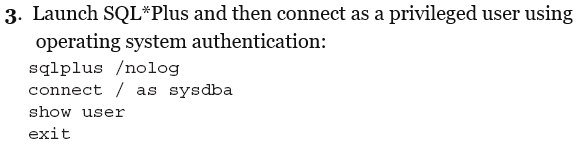 3. Launch SQL*Plus and then connect as a privileged user using
operating system authentication:
sqlplus /nolog
connect / as sysdba
show user
exit